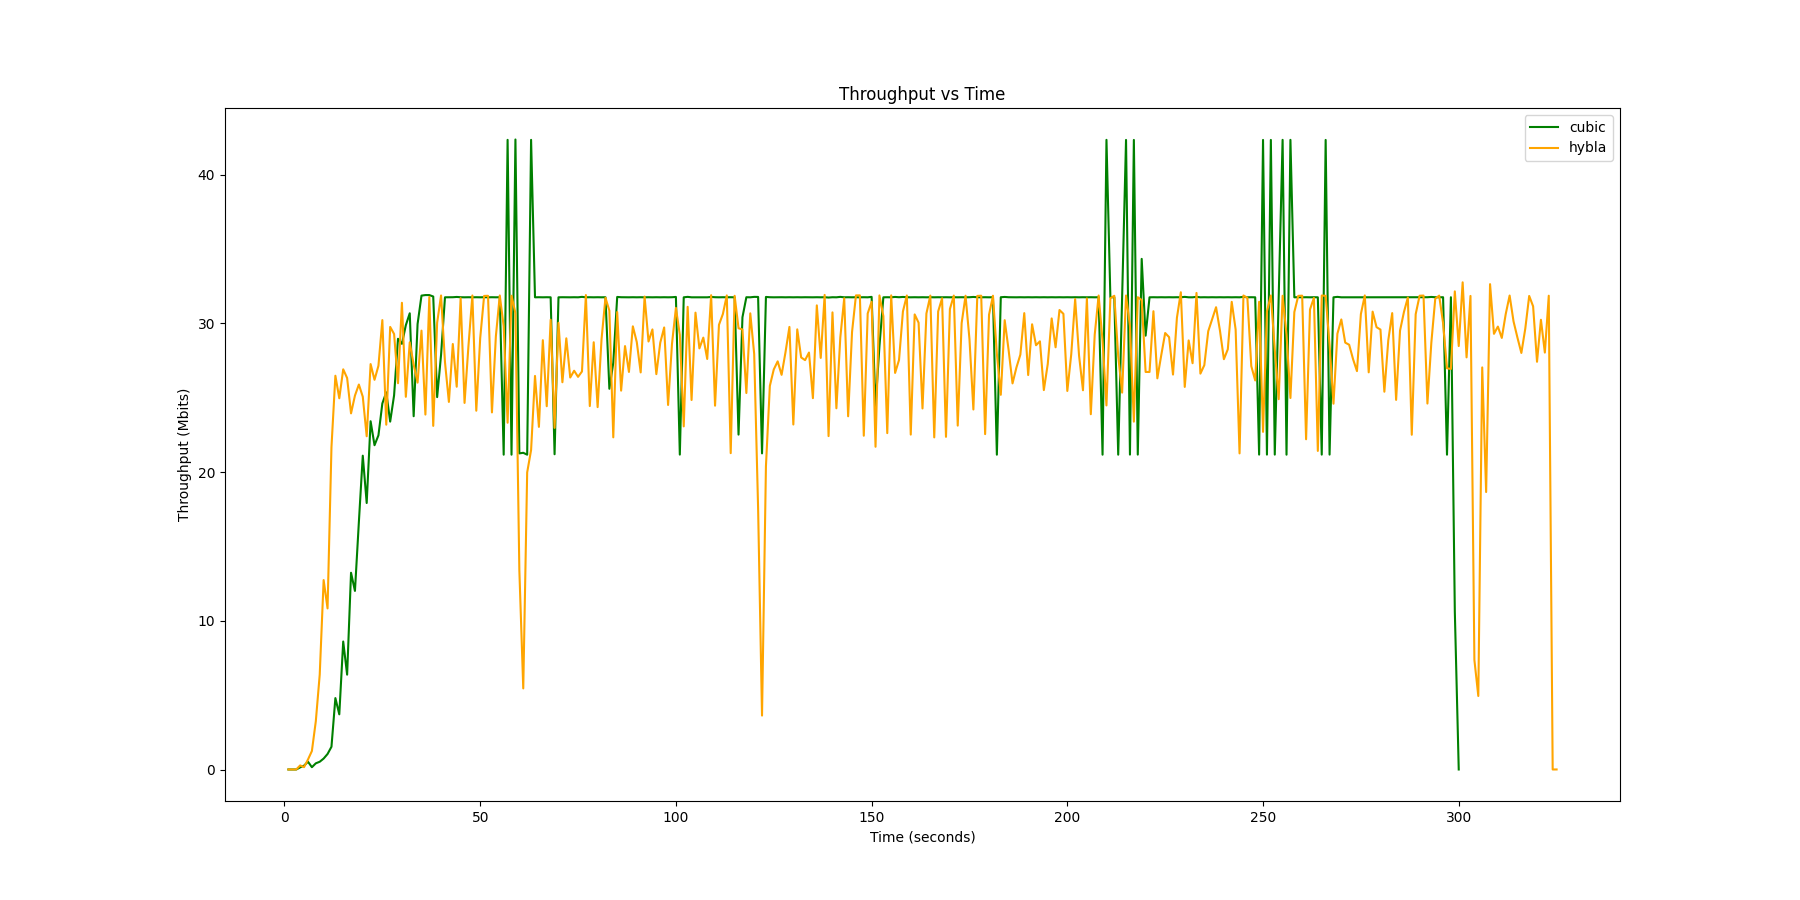 Throughput vs Time
cubic
hybla
Throughput (Mbits)
40
30
20
10
0
0 50 100 150 200 250 300
Time (seconds)